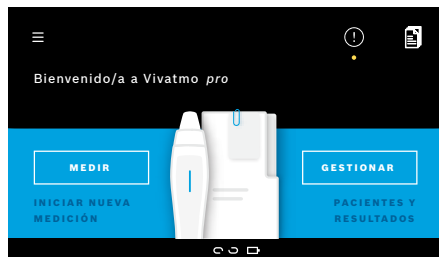 Bienvenido/a a Vivatmo pro
MEDIR
GESTIONAR
INICIAR NUEVA
MEDICIÓN
PACIENTES Y
RESULTADOS